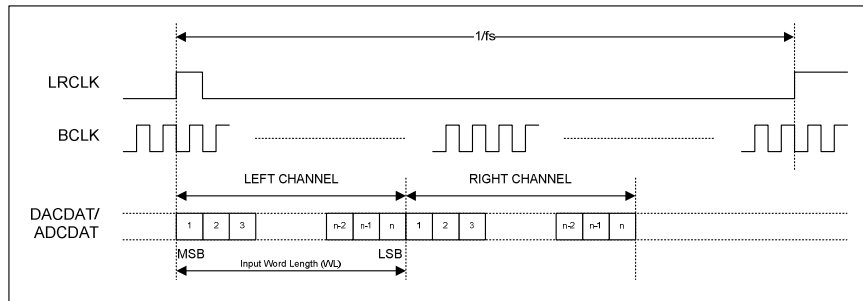 1/fs
LRCLK
BCLK
LEFT CHANNEL RIGHT CHANNEL
DACDAT/
ADCDAT
1 2 3 n-2 n-1 n 1 2 3 n-2 n-1 n
MSB LSB
Input Word Length (WL)